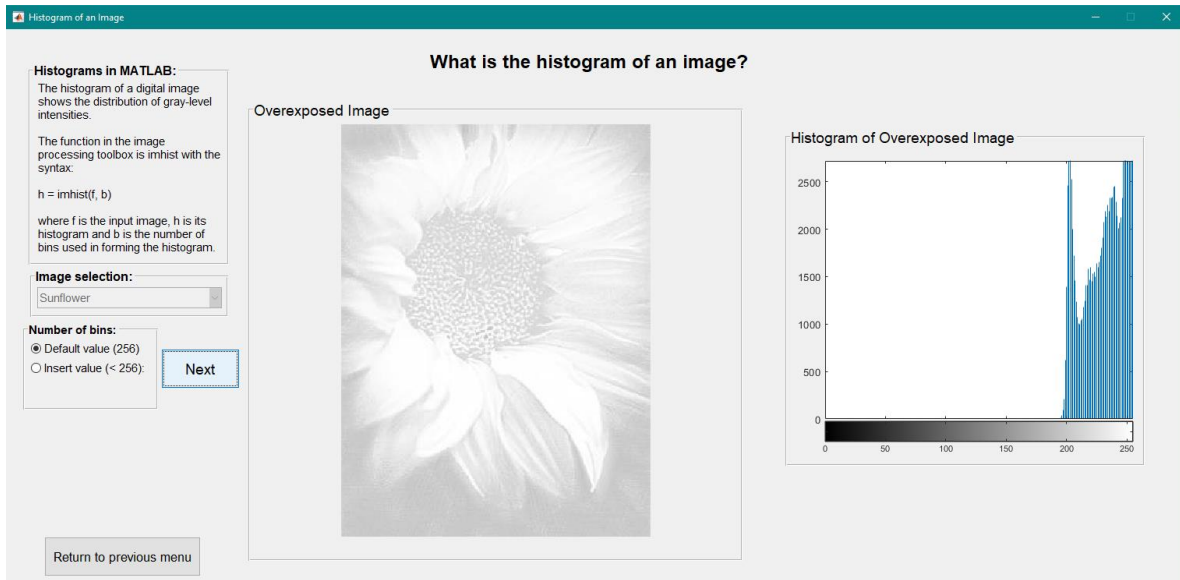 Histogram of an Image
What is the histogram of an image?
Histograms in MATLAB:
The histogram of a digital image
shows the distribution of gray-level
intensities.
The function in the image
processing toolbox is imhist with the
syntax:
h = imhist(f, b)
where f is the input image, h is its
histogram and b is the number of
bins used in forming the histogram.
Image selection:
Sunflower
Number of bins:
Default value (256)
Insert value (< 256):
Next
Return to previous menu
Overexposed Image
Histogram of Overexposed Image
2500
2000
1500
1000
500
0
0 50 100 150 200 250